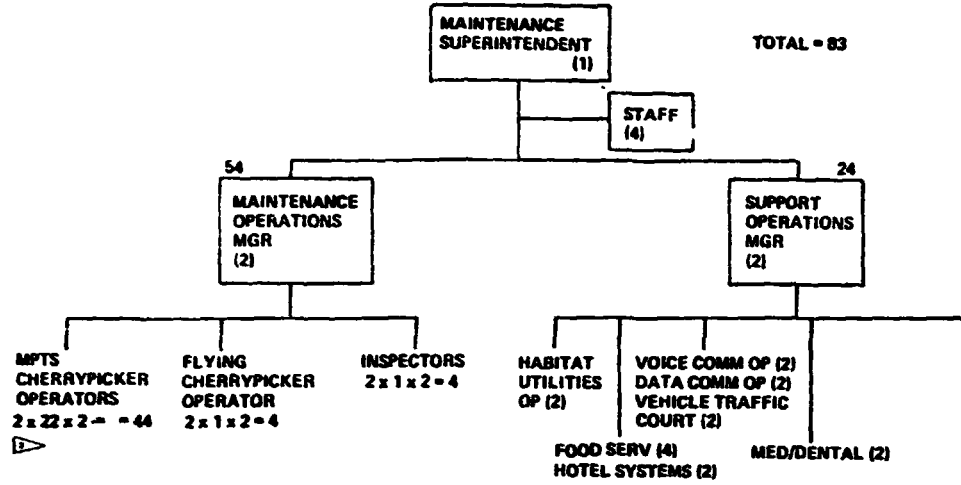 MAINTENANCE
SUPERINTENDENT
(1)
TOTAL = 83
STAFF
(4)
54
MAINTENANCE
OPERATIONS
MGR
(2)
24
SUPPORT
OPERATIONS
MGR
(2)
MPTS
CHERRYPICKER
OPERATORS
2 x 22 x 2 — = 44
FLYING
CHERRYPICKER
OPERATOR
2 x 1 x 2 = 4
INSPECTORS
2 x 1 x 2 = 4
HABITAT
UTILITIES
OP (2)
FOOD SERV (4)
HOTEL SYSTEMS (2)
VOICE COMM OP (2)
DATA COMM OP (2)
VEHICLE TRAFFIC
COURT (2)
MED/DENTAL (2)